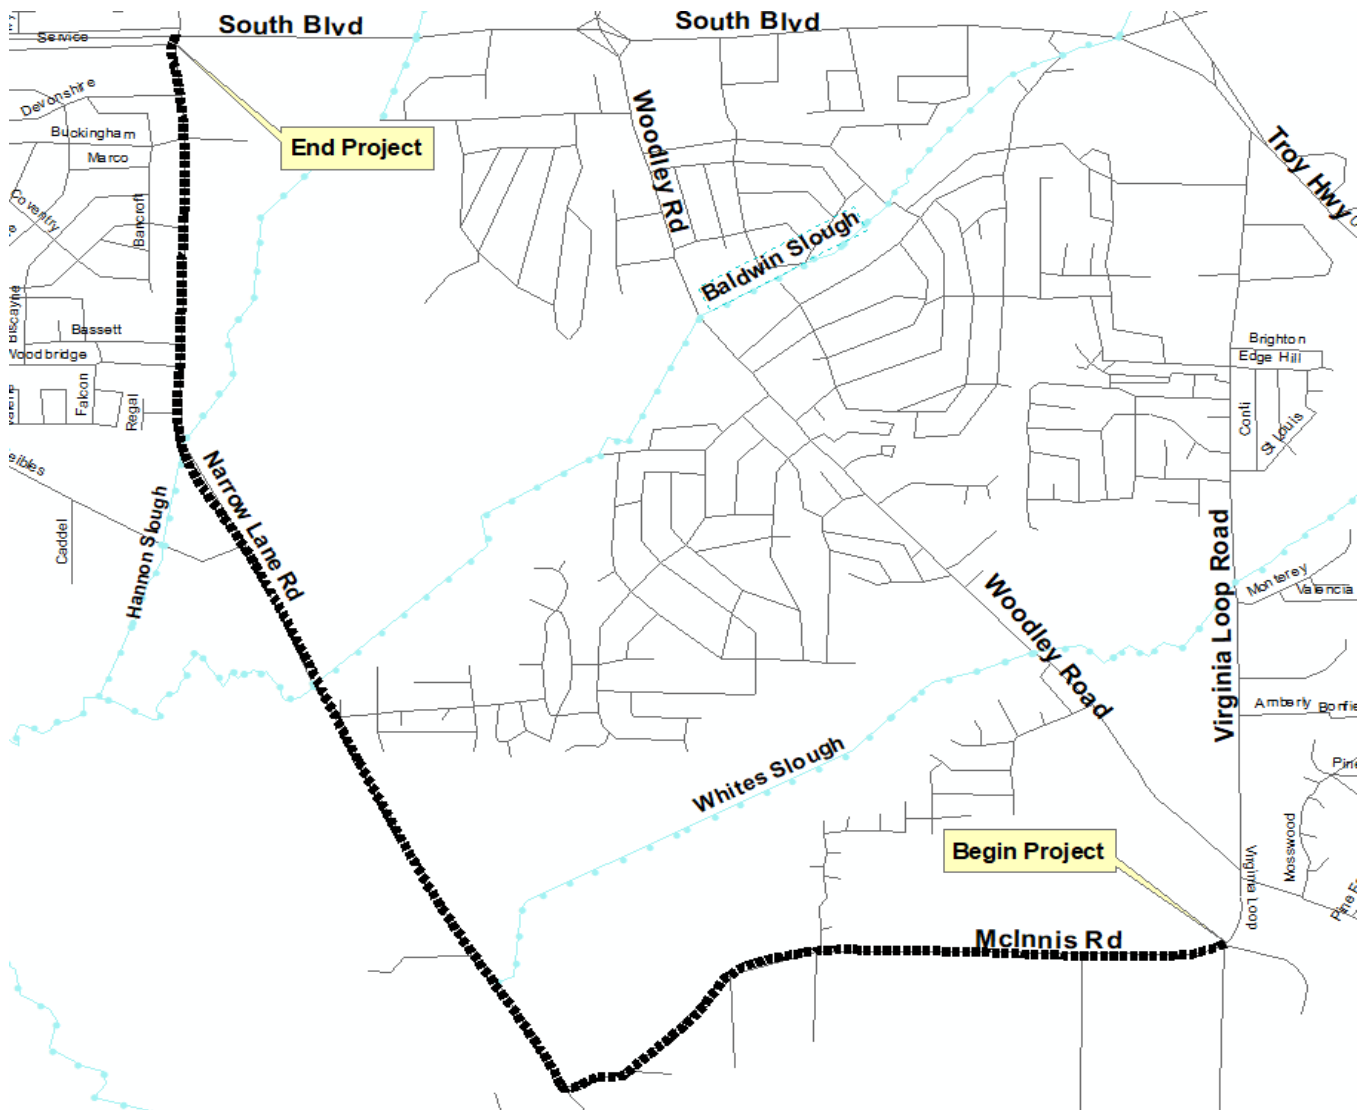 South Blvd
South Blvd
Service
Devonshire
Buckingham
Marco
Coventry
Bancroft
End Project
Woodley Rd
Troy Hwy
Baldwin Slough
Biscayne
Bassett
Woodbridge
Falcon
Regal
Brighton
Edge Hill
Conti
St Louis
Narrow Lane Rd
Caddel
Hannon Slough
Virginia Loop Road
Monterey
Valencia
Woodley Road
Amberly
Whites Slough
Mosswood
Begin Project
Virginia Loop
McInnis Rd